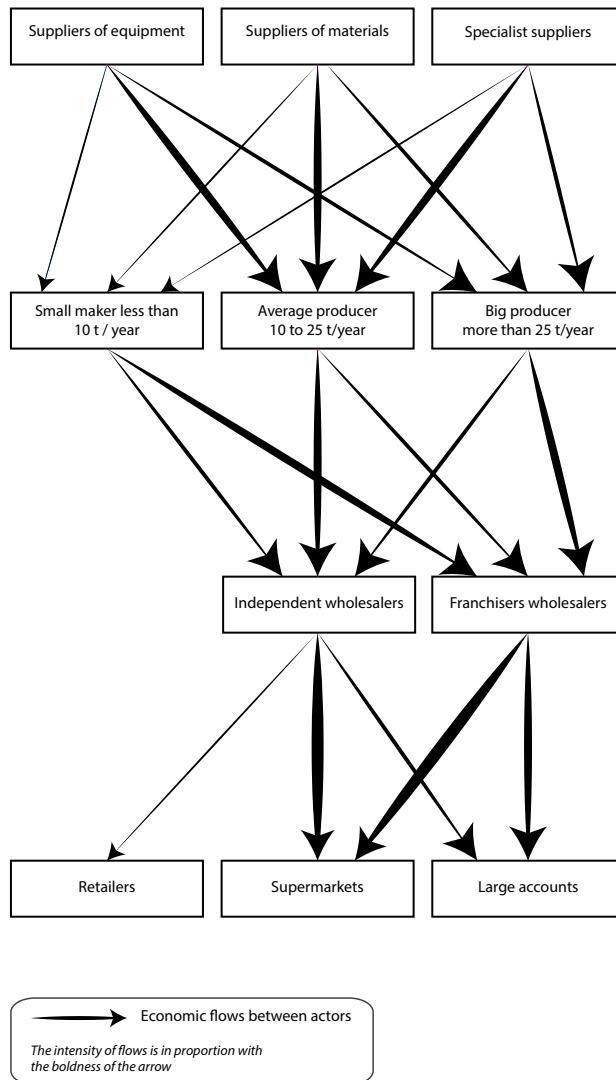 Suppliers of equipment
Suppliers of materials
Specialist suppliers
Small maker less than
10 t / year
Average producer
10 to 25 t/year
Big producer
more than 25 t/year
Independent wholesalers
Franchisers wholesalers
Retailers
Supermarkets
Large accounts
Economic flows between actors
The intensity of flows is in proportion with
the boldness of the arrow